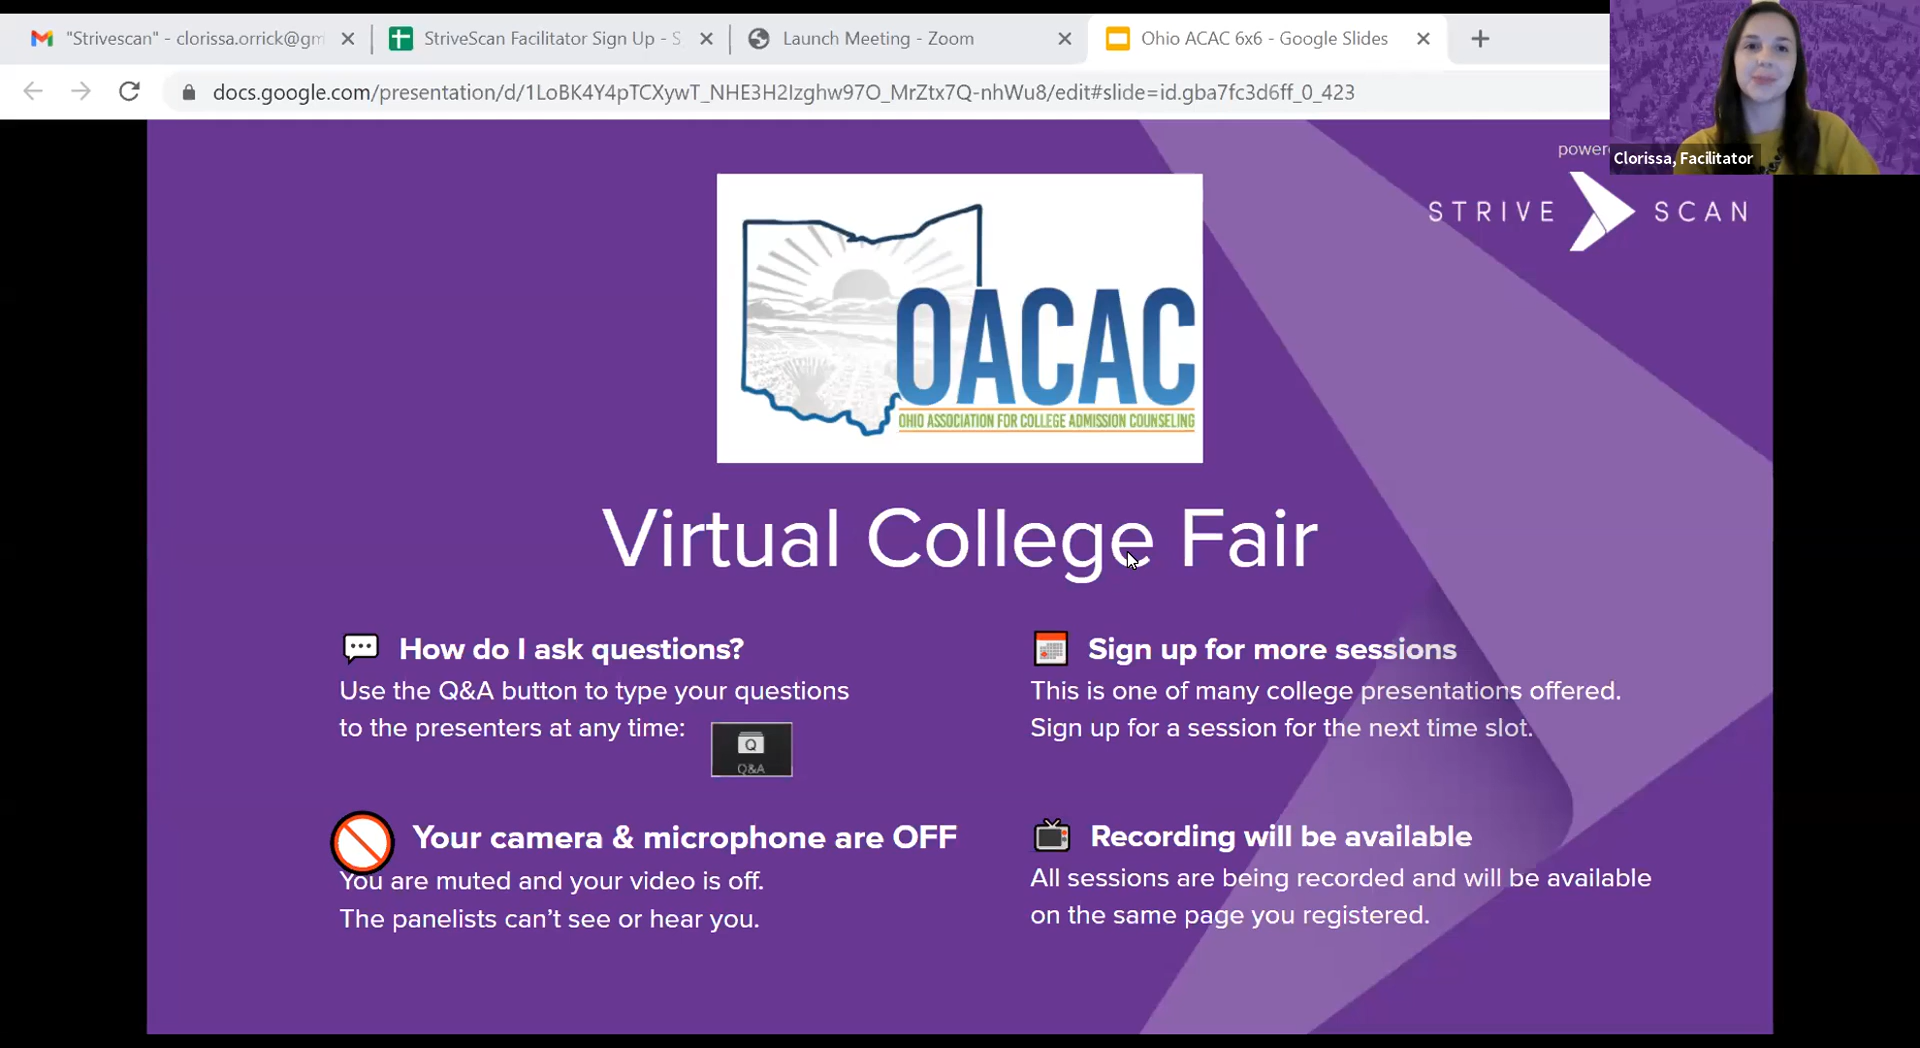 "Strivescan" - clorissa.orrick@gm
StriveScan Facilitator Sign Up - S
Launch Meeting - Zoom
Ohio ACAC 6x6 - Google Slides
docs.google.com/presentation/d/1LoBK4Y4pTCXywT_NHE3H2Izghw97O_MrZtx7Q-nhWu8/edit#slide=id.gba7fc3d6ff_0_423
Clorissa, Facilitator
STRIVE SCAN
OACAC
OHIO ASSOCIATION FOR COLLEGE ADMISSION COUNSELING
Virtual College Fair
How do I ask questions?
Use the Q&A button to type your questions
to the presenters at any time:
Q
Q&A
Sign up for more sessions
This is one of many college presentations offered.
Sign up for a session for the next time slot.
Your camera & microphone are OFF
You are muted and your video is off.
The panelists can't see or hear you.
Recording will be available
All sessions are being recorded and will be available
on the same page you registered.